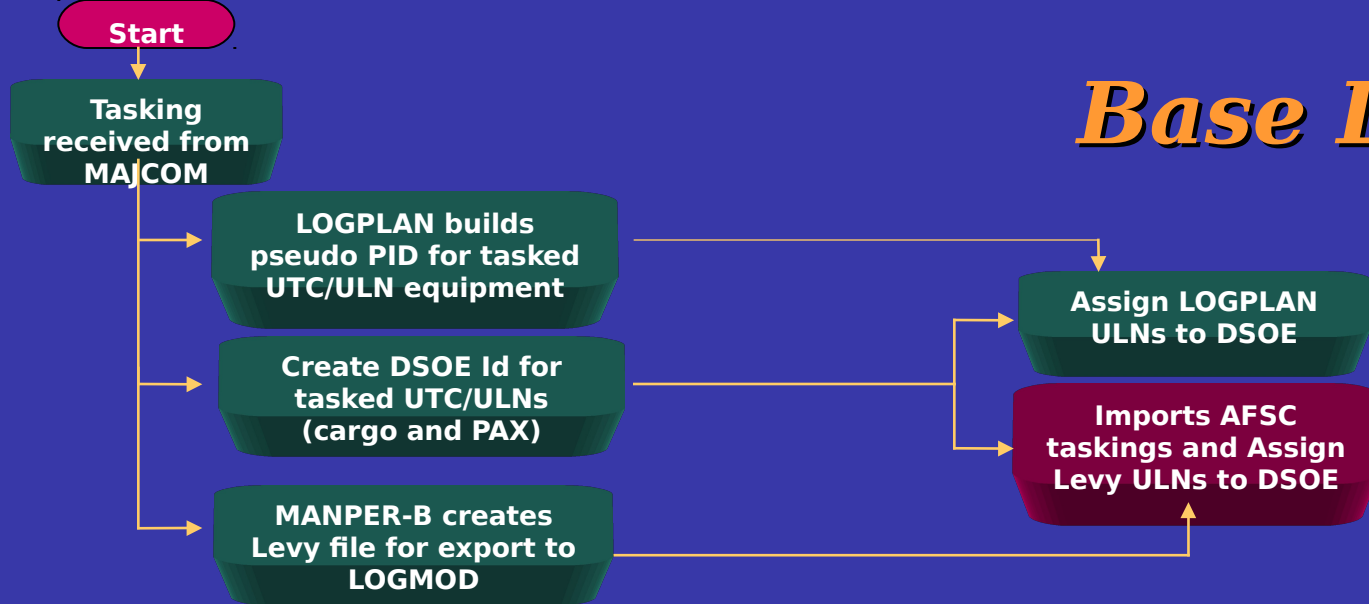 Start
Base
Tasking
received from
MAJCOM
LOGPLAN builds
pseudo PID for tasked
UTC/ULN equipment
Assign LOGPLAN
ULNs to DSOE
Create DSOE Id for
tasked UTC/ULNs
(cargo and PAX)
Imports AFSC
taskings and Assign
Levy ULNs to DSOE
MANPER-B creates
Levy file for export to
LOGMOD